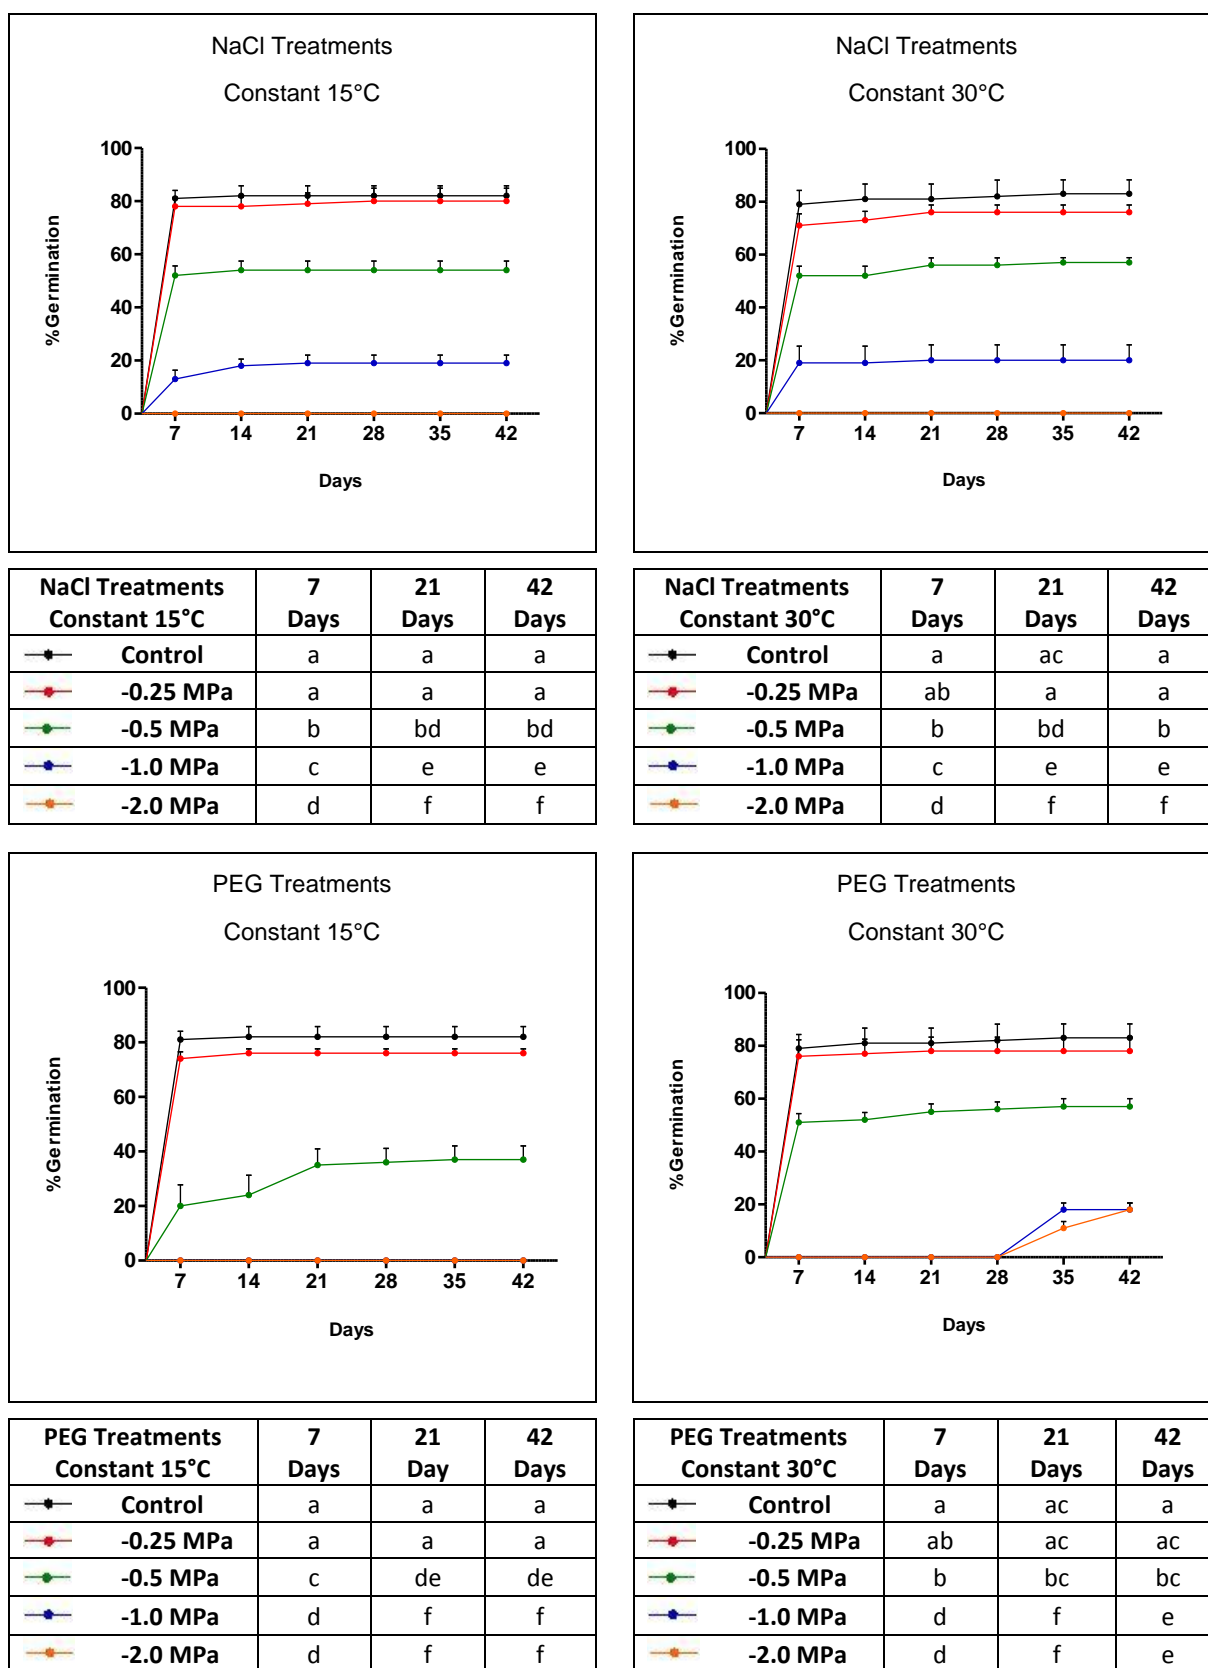 NaCl Treatments
Constant 15°C
100
80
60
40
20
0
%Germination
7 14 21 28 35 42
Days
NaCl Treatments
Constant 30°C
100
80
60
40
20
0
%Germination
7 14 21 28 35 42
Days
NaCl Treatments Constant 15°C 7 Days 21 Days 42 Days
Control a a a
-0.25 MPa a a a
-0.5 MPa b bd bd
-1.0 MPa c e e
-2.0 MPa d f f
NaCl Treatments Constant 30°C 7 Days 21 Days 42 Days
Control a ac a
-0.25 MPa ab a a
-0.5 MPa b bd b
-1.0 MPa c e e
-2.0 MPa d f f
PEG Treatments
Constant 15°C
100
80
60
40
20
0
%Germination
7 14 21 28 35 42
Days
PEG Treatments
Constant 30°C
100
80
60
40
20
0
%Germination
7 14 21 28 35 42
Days
PEG Treatments Constant 15°C 7 Days 21 Day 42 Days
Control a a a
-0.25 MPa a a a
-0.5 MPa c de de
-1.0 MPa d f f
-2.0 MPa d f f
PEG Treatments Constant 30°C 7 Days 21 Days 42 Days
Control a ac a
-0.25 MPa ab ac ac
-0.5 MPa b bc bc
-1.0 MPa d f e
-2.0 MPa d f e